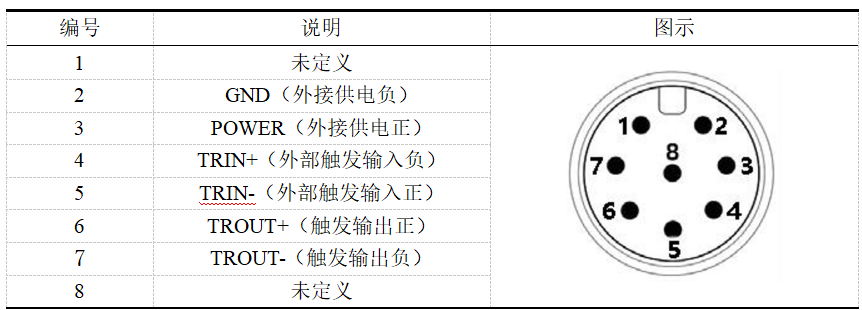 编号 说明 图示
1 未定义
2 GND（外接供电负）
3 POWER（外接供电正）
4 TRIN+（外部触发输入负）
5 TRIN-（外部触发输入正）
6 TROUT+（触发输出正）
7 TROUT-（触发输出负）
8 未定义
1 2
8
7 3
6 4
5